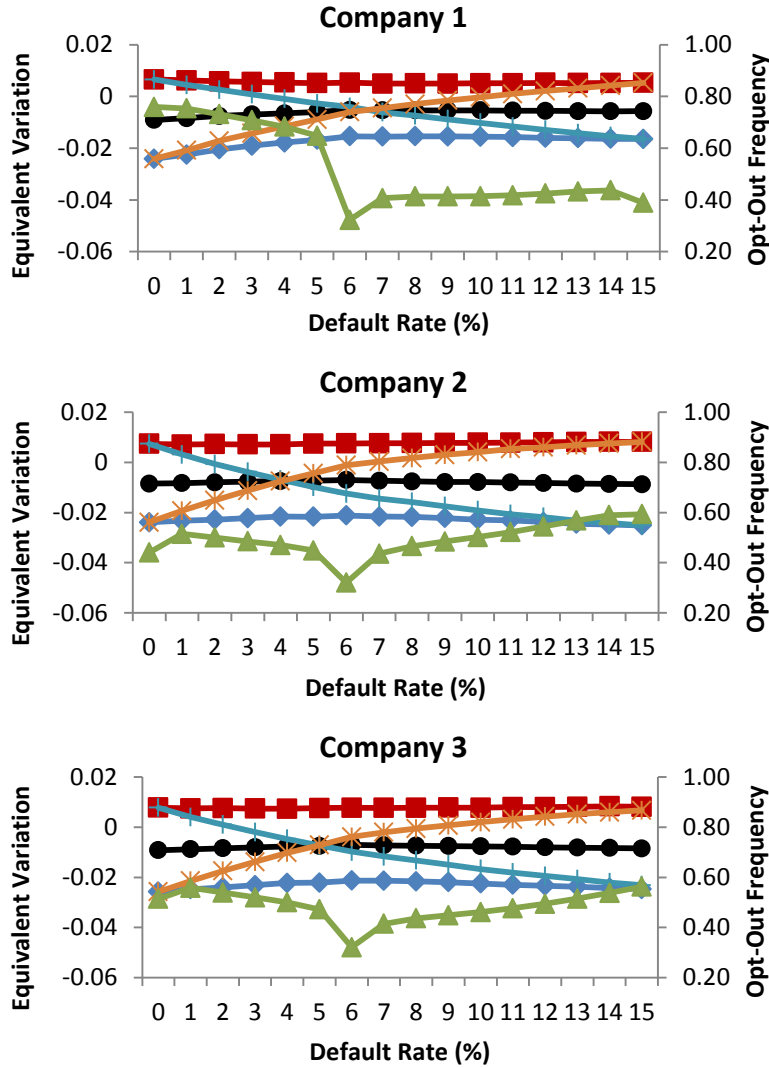 Company 1
Equivalent Variation
0.02
0
-0.02
-0.04
-0.06
1.00
0.80
0.60
0.40
0.20
Opt-Out Frequency
0 1 2 3 4 5 6 7 8 9 10 11 12 13 14 15
Default Rate (%)
Company 2
Equivalent Variation
0.02
0
-0.02
-0.04
-0.06
1.00
0.80
0.60
0.40
0.20
Opt-Out Frequency
0 1 2 3 4 5 6 7 8 9 10 11 12 13 14 15
Default Rate (%)
Company 3
Equivalent Variation
0.02
0
-0.02
-0.04
-0.06
1.00
0.80
0.60
0.40
0.20
Opt-Out Frequency
0 1 2 3 4 5 6 7 8 9 10 11 12 13 14 15
Default Rate (%)